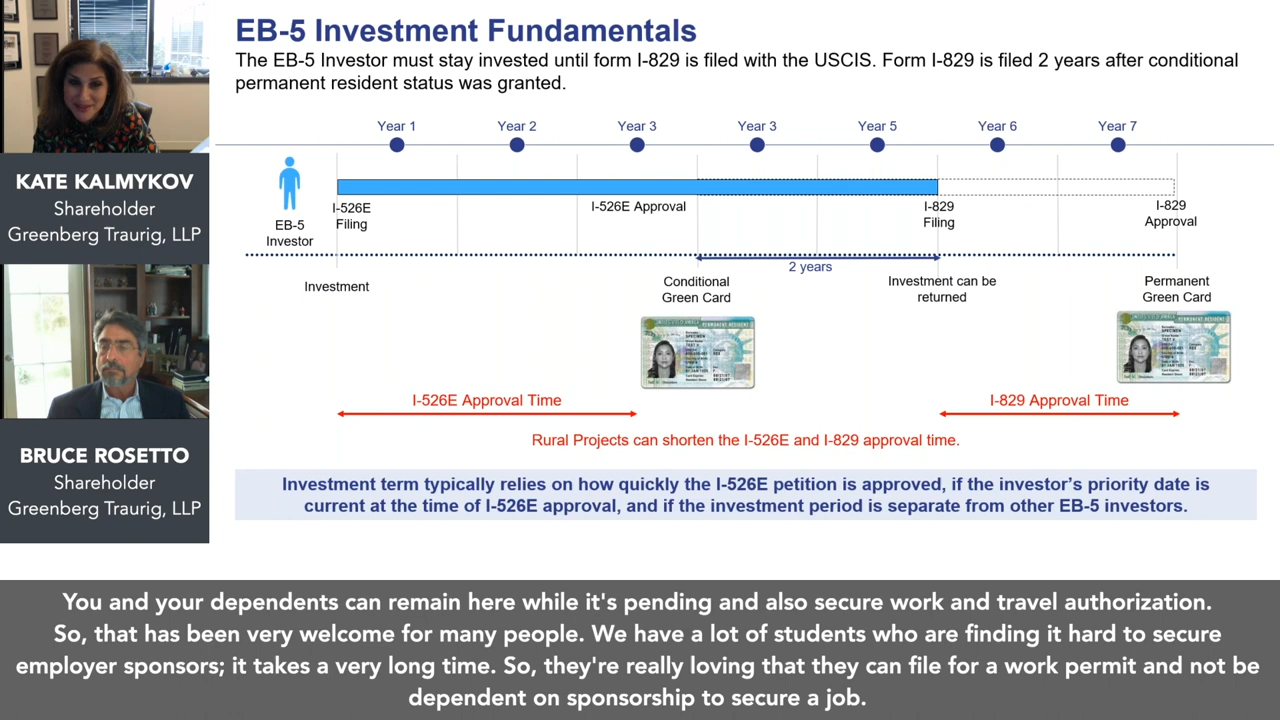 EB-5 Investment Fundamentals
The EB-5 Investor must stay invested until form I-829 is filed with the USCIS. Form I-829 is filed 2 years after conditional
permanent resident status was granted.
Year 1
Year 2
Year 3
Year 3
Year 5
Year 6
Year 7
KATE KALMYKOV
Shareholder
Greenberg Traurig, LLP
EB-5
Investor
I-526E
Filing
I-526E Approval
I-829
Filing
I-829
Approval
2 years
Investment
Conditional
Green Card
Investment can be
returned
Permanent
Green Card
I-526E Approval Time
I-829 Approval Time
Rural Projects can shorten the I-526E and I-829 approval time.
BRUCE ROSETTO
Shareholder
Greenberg Traurig, LLP
Investment term typically relies on how quickly the I-526E petition is approved, if the investor's priority date is
current at the time of I-526E approval, and if the investment period is separate from other EB-5 investors.
You and your dependents can remain here while it's pending and also secure work and travel authorization.
So, that has been very welcome for many people. We have a lot of students who are finding it hard to secure
employer sponsors; it takes a very long time. So, they're really loving that they can file for a work permit and not be
dependent on sponsorship to secure a job.